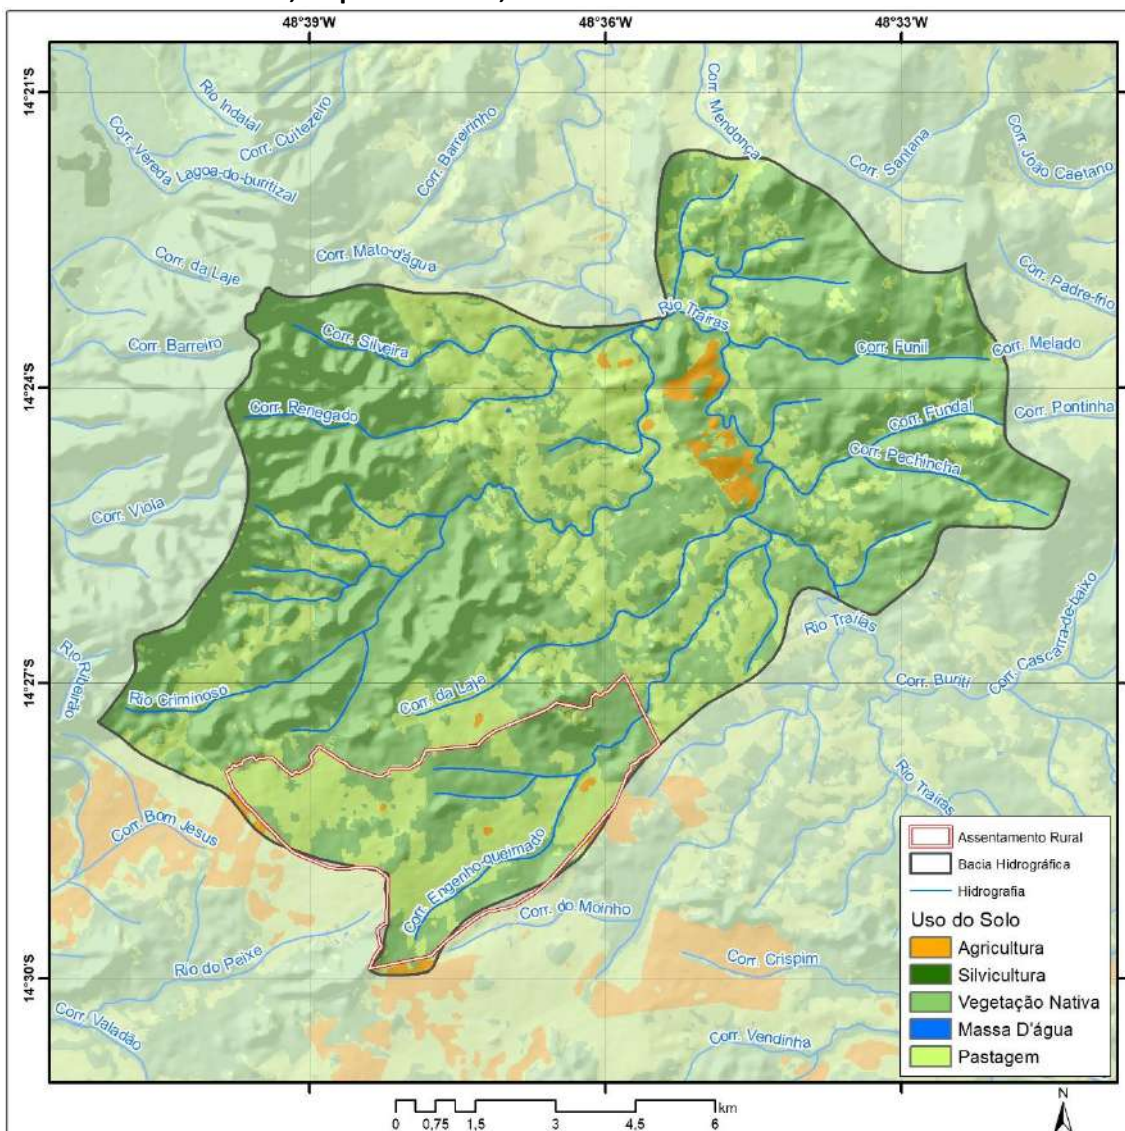 48°39'W
48°36'W
48°33'W
14°21'S
14°24'S
14°27'S
14°30'S
Rio Indaial
Corr. Cuitezeiro
Corr. Vereda
Lagoa-do-buritizal
Corr. Barreirinho
Corr. Mendonça
Corr. Santana
Corr. João Caetano
Corr. da Laje
Corr. Mato-d'água
Corr. Padre-frio
Rio Traíras
Corr. Barreiro
Corr. Silveira
Corr. Funil
Corr. Melado
Corr. Renegado
Corr. Fundal
Corr. Pontinha
Corr. Pechincha
Corr. Viola
Rio Traíras
Corr. Cascarra-de-baixo
Rio Ribeirão
Rio Criminoso
Corr. da Laje
Corr. Buriti
Rio Traíras
Corr. Bom Jesus
Corr. Engenho-queimado
Corr. do Moinho
Rio do Peixe
Corr. Crispim
Corr. Valadão
Corr. Vendinha
Assentamento Rural
Bacia Hidrográfica
Hidrografia
Uso do Solo
Agricultura
Silvicultura
Vegetação Nativa
Massa D'água
Pastagem
km
0 0,75 1,5 3 4,5 6
N